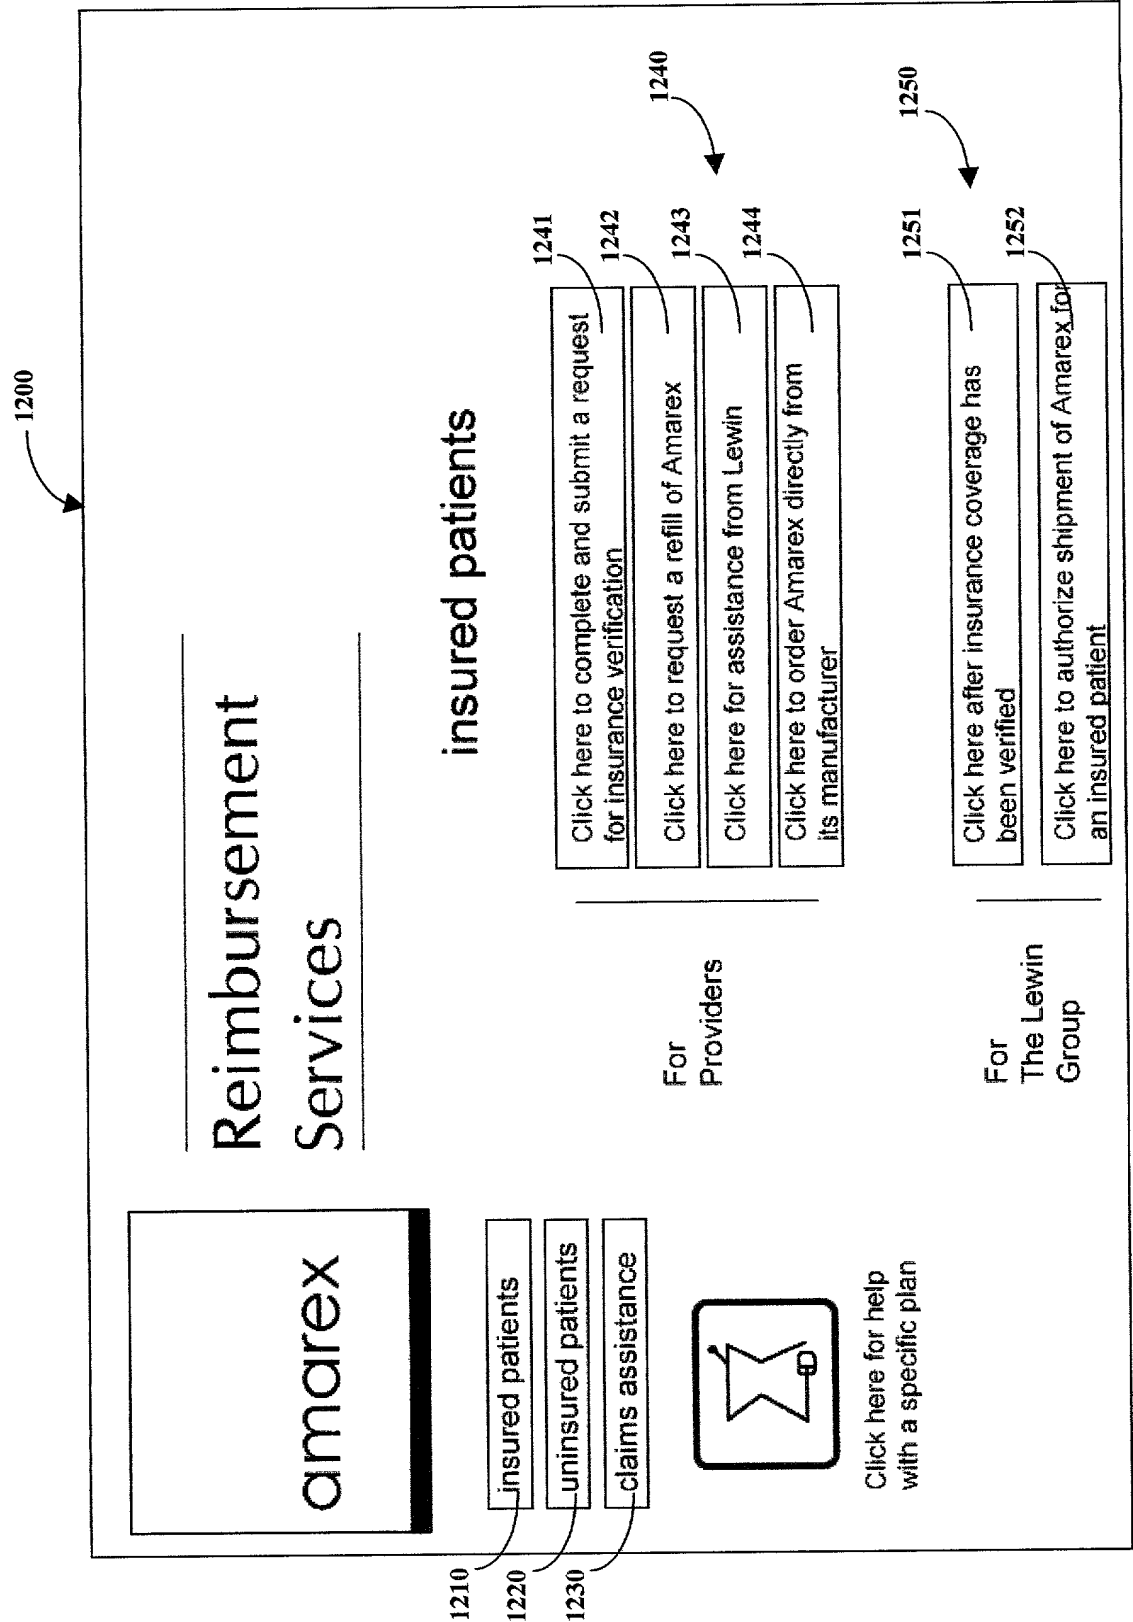 1200
amarex
Reimbursement
Services
insured patients
1210
insured patients
1220
uninsured patients
1230
claims assistance
Click here for help
with a specific plan
For
Providers
Click here to complete and submit a request
for insurance verification
1241
Click here to request a refill of Amarex
1242
Click here for assistance from Lewin
1243
Click here to order Amarex directly from
its manufacturer
1244
1240
For
The Lewin
Group
Click here after insurance coverage has
been verified
1251
Click here to authorize shipment of Amarex for
an insured patient
1252
1250